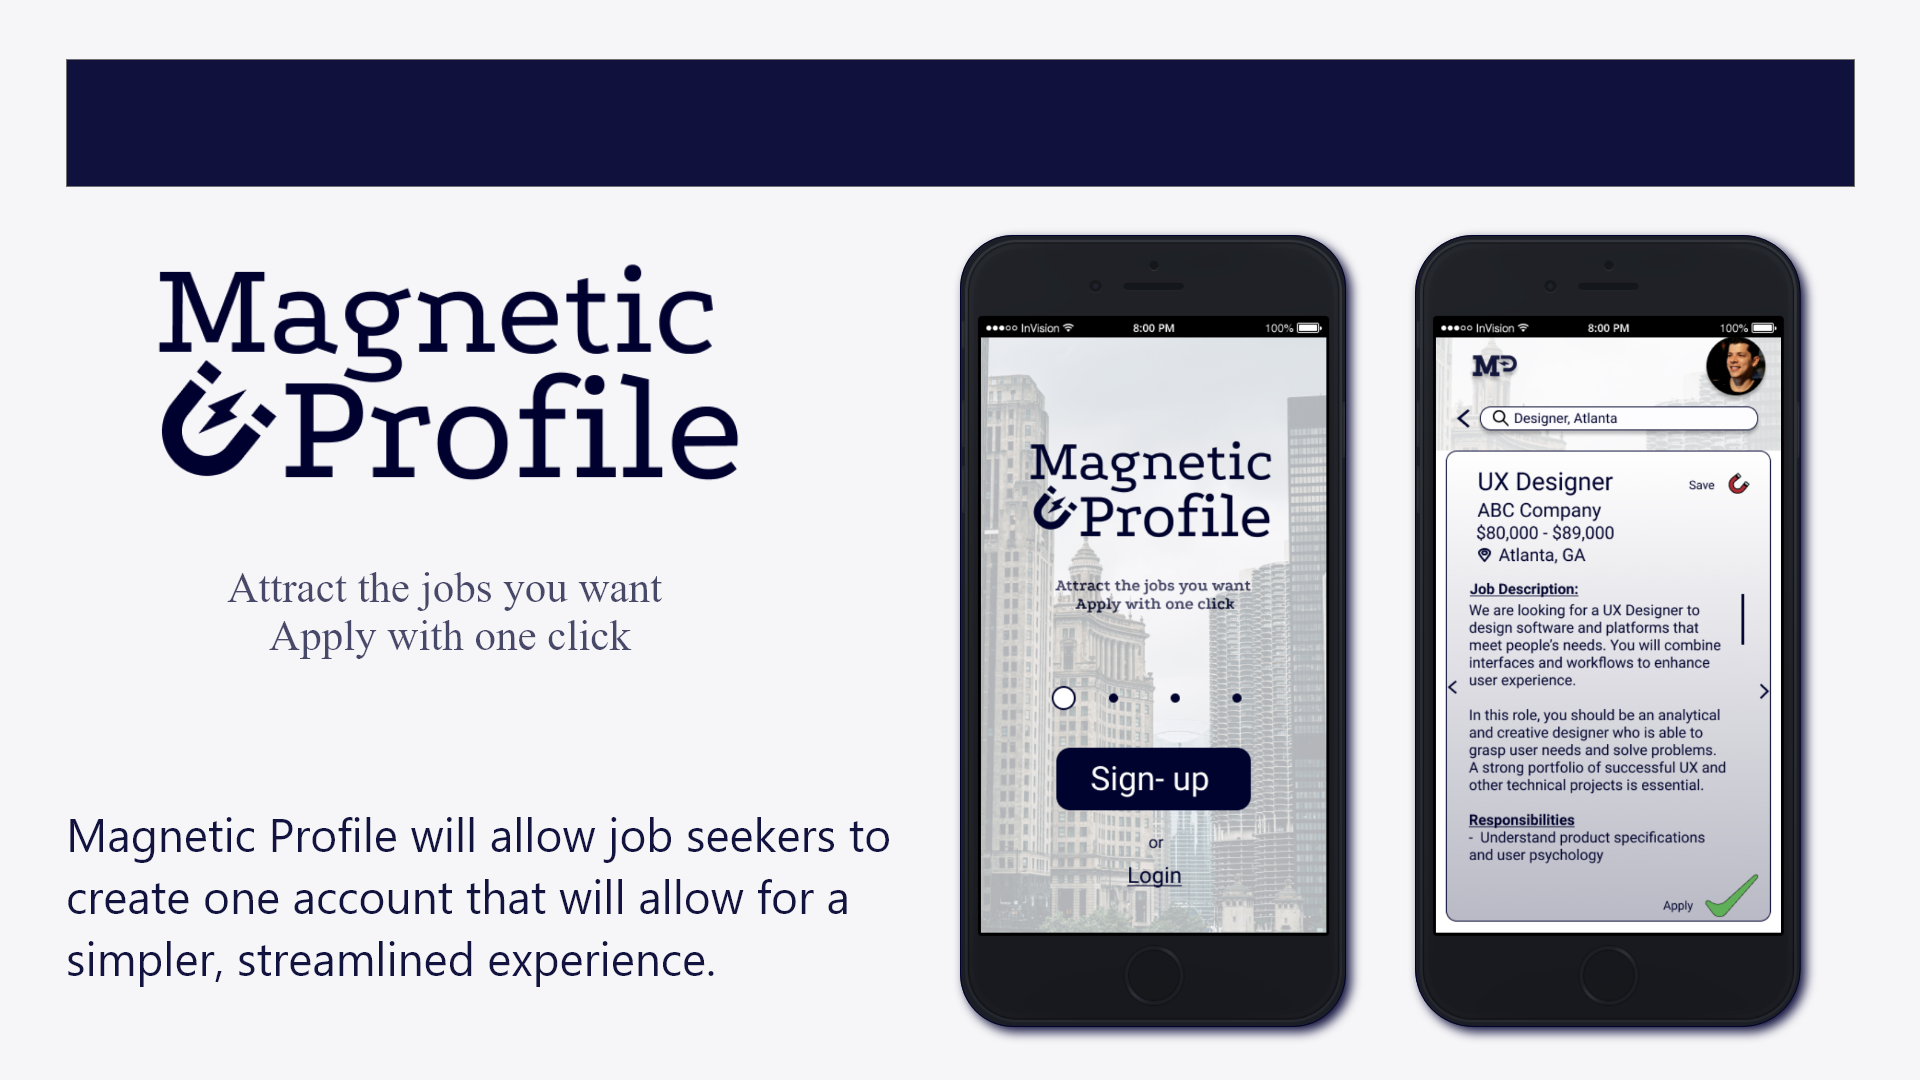 Magnetic
Profile
Attract the jobs you want
Apply with one click
Magnetic Profile will allow job seekers to
create one account that will allow for a
simpler, streamlined experience.
InVision 8:00 PM 100%
Magnetic
Profile
Attract the jobs you want
Apply with one click
Sign- up
or
Login
InVision 8:00 PM 100%
MP
Designer, Atlanta
UX Designer
Save
ABC Company
$80,000 - $89,000
Atlanta, GA
Job Description:
We are looking for a UX Designer to
design software and platforms that
meet people's needs. You will combine
interfaces and workflows to enhance
user experience.
In this role, you should be an analytical
and creative designer who is able to
grasp user needs and solve problems.
A strong portfolio of successful UX and
other technical projects is essential.
Responsibilities
- Understand product specifications
and user psychology
Apply